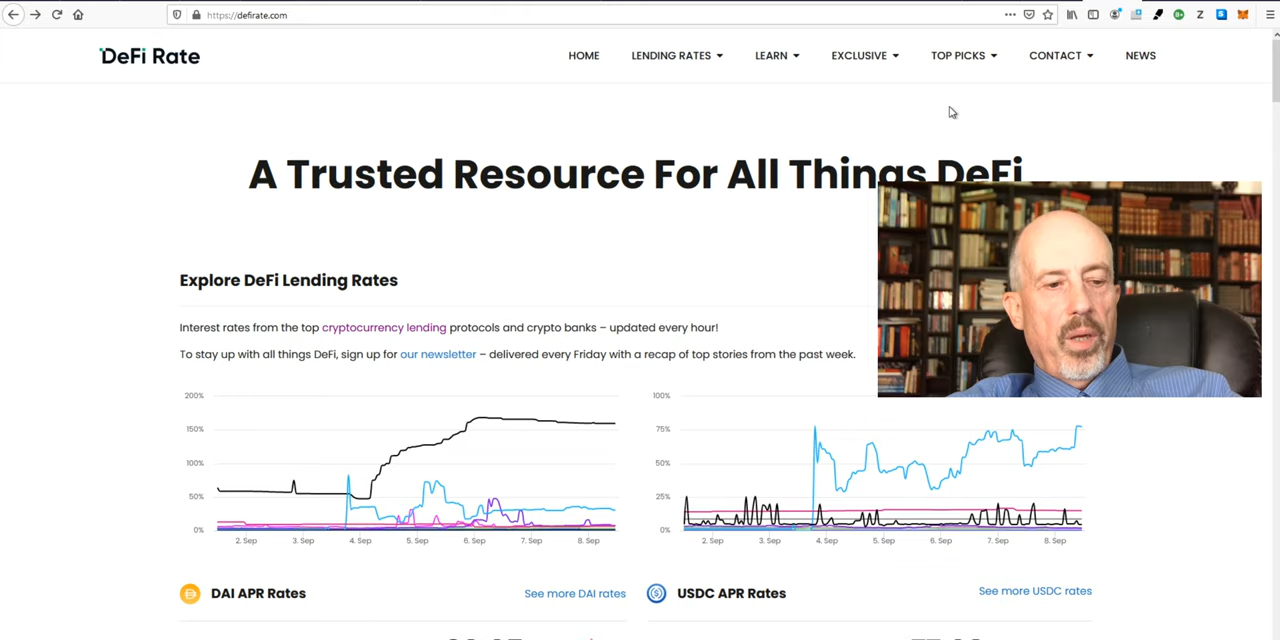 https://defirate.com
DeFi Rate
HOME
LENDING RATES
LEARN
EXCLUSIVE
TOP PICKS
CONTACT
NEWS
A Trusted Resource For All Things DeFi
Explore DeFi Lending Rates
Interest rates from the top cryptocurrency lending protocols and crypto banks – updated every hour!
To stay up with all things DeFi, sign up for our newsletter – delivered every Friday with a recap of top stories from the past week.
200%
150%
100%
50%
0%
2. Sep 3. Sep 4. Sep 5. Sep 6. Sep 7. Sep 8. Sep
100%
75%
50%
25%
0%
2. Sep 3. Sep 4. Sep 5. Sep 6. Sep 7. Sep 8. Sep
DAI APR Rates
See more DAI rates
USDC APR Rates
See more USDC rates